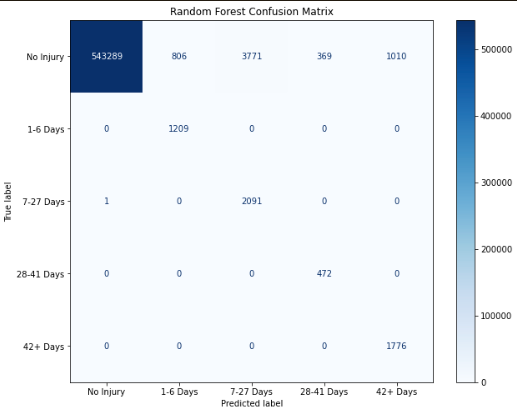 Random Forest Confusion Matrix
No Injury 543289 806 3771 369 1010
1-6 Days 0 1209 0 0 0
7-27 Days 1 0 2091 0 0
28-41 Days 0 0 0 472 0
42+ Days 0 0 0 0 1776
No Injury 1-6 Days 7-27 Days 28-41 Days 42+ Days
Predicted label
True label
500000
400000
300000
200000
100000
0